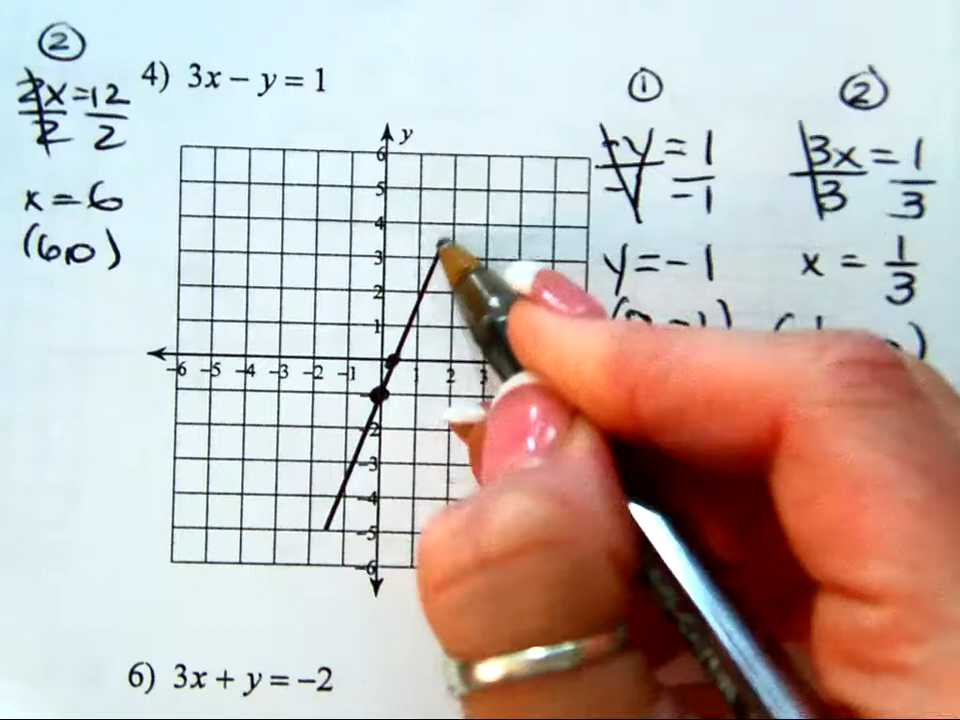 ②
2x=12
2 2
x=6
(6,0)
4) 3x − y = 1
y
6
5
4
3
2
1
−6 −5 −4 −3 −2 −1 1 2 3
−2
−3
−4
−5
−6
①
-y = 1
-1
y = -1
②
3x = 1
3 3
x = 1
3
6) 3x + y = −2